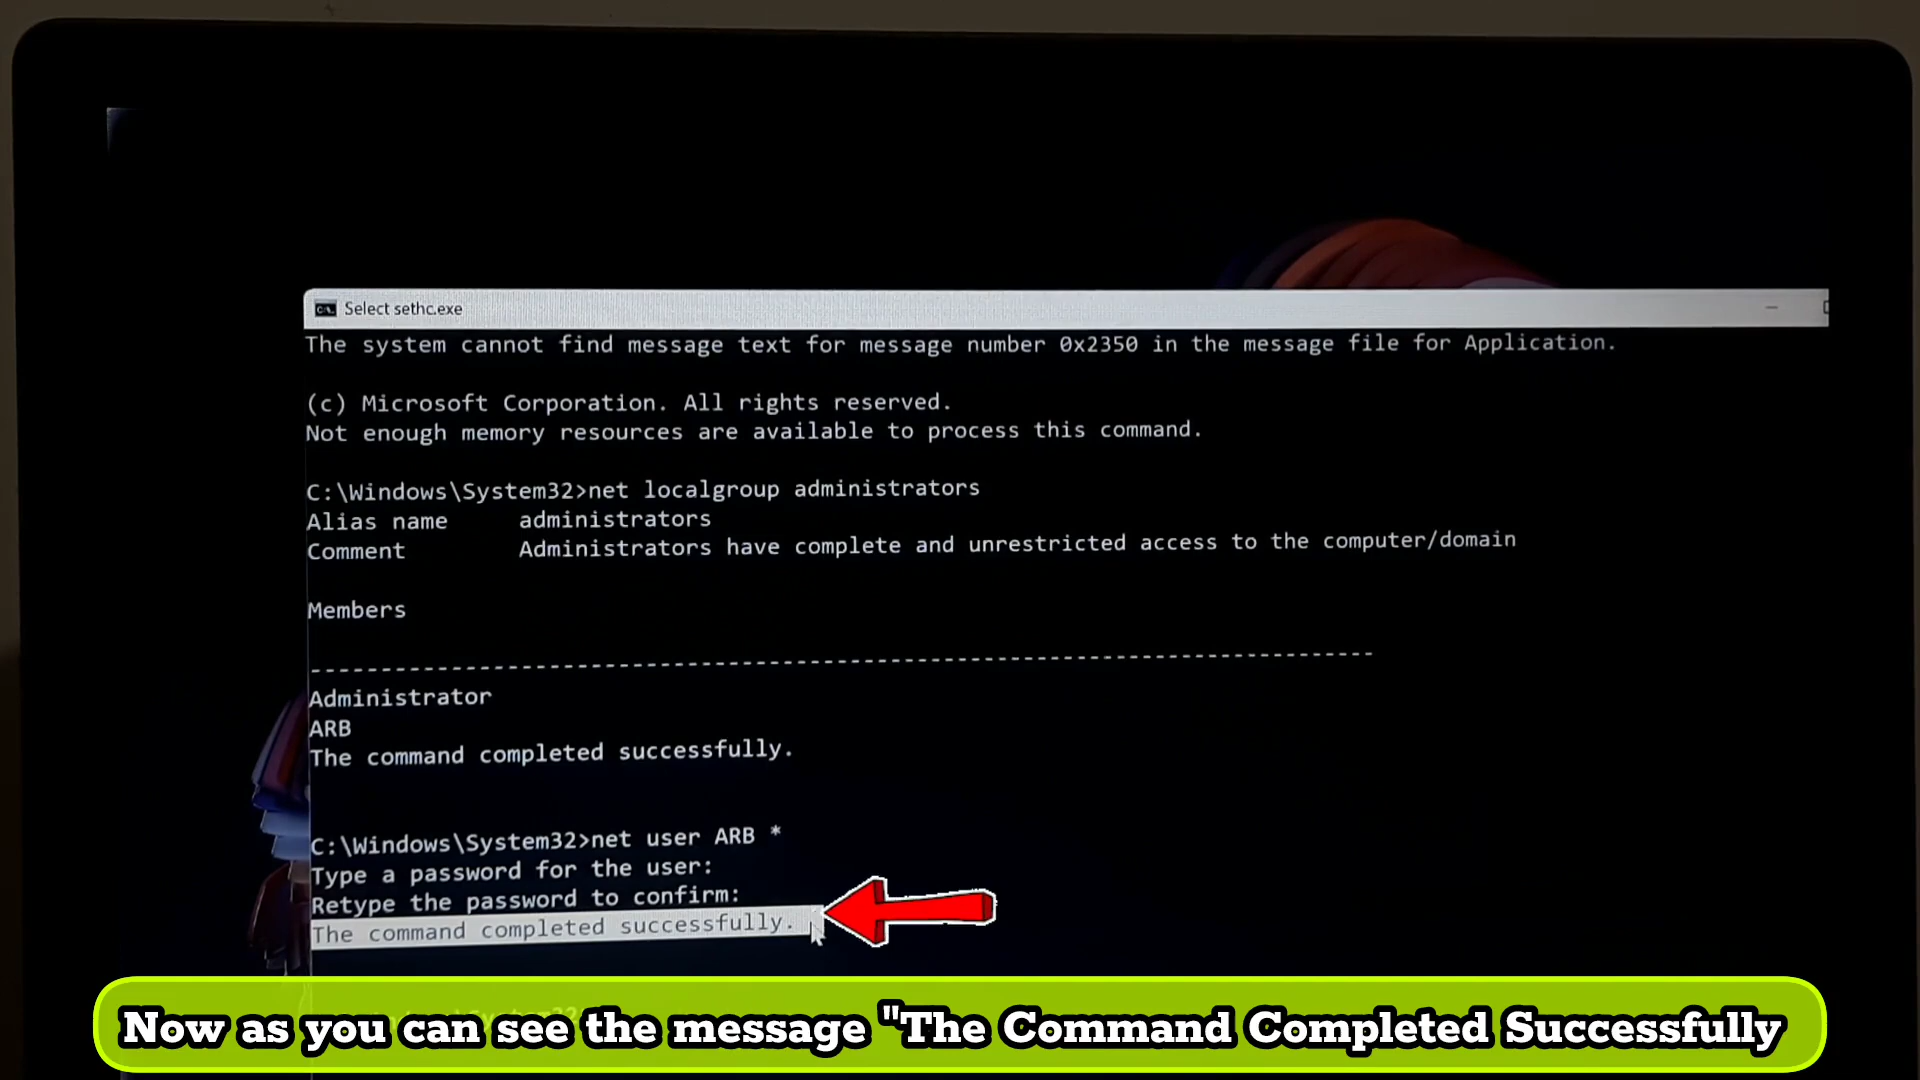 Select sethc.exe
The system cannot find message text for message number 0x2350 in the message file for Application.
(c) Microsoft Corporation. All rights reserved.
Not enough memory resources are available to process this command.
C:\Windows\System32>net localgroup administrators
Alias name     administrators
Comment        Administrators have complete and unrestricted access to the computer/domain
Members
-------------------------------------------------------------------------------
Administrator
ARB
The command completed successfully.
C:\Windows\System32>net user ARB *
Type a password for the user:
Retype the password to confirm:
The command completed successfully.
Now as you can see the message "The Command Completed Successfully